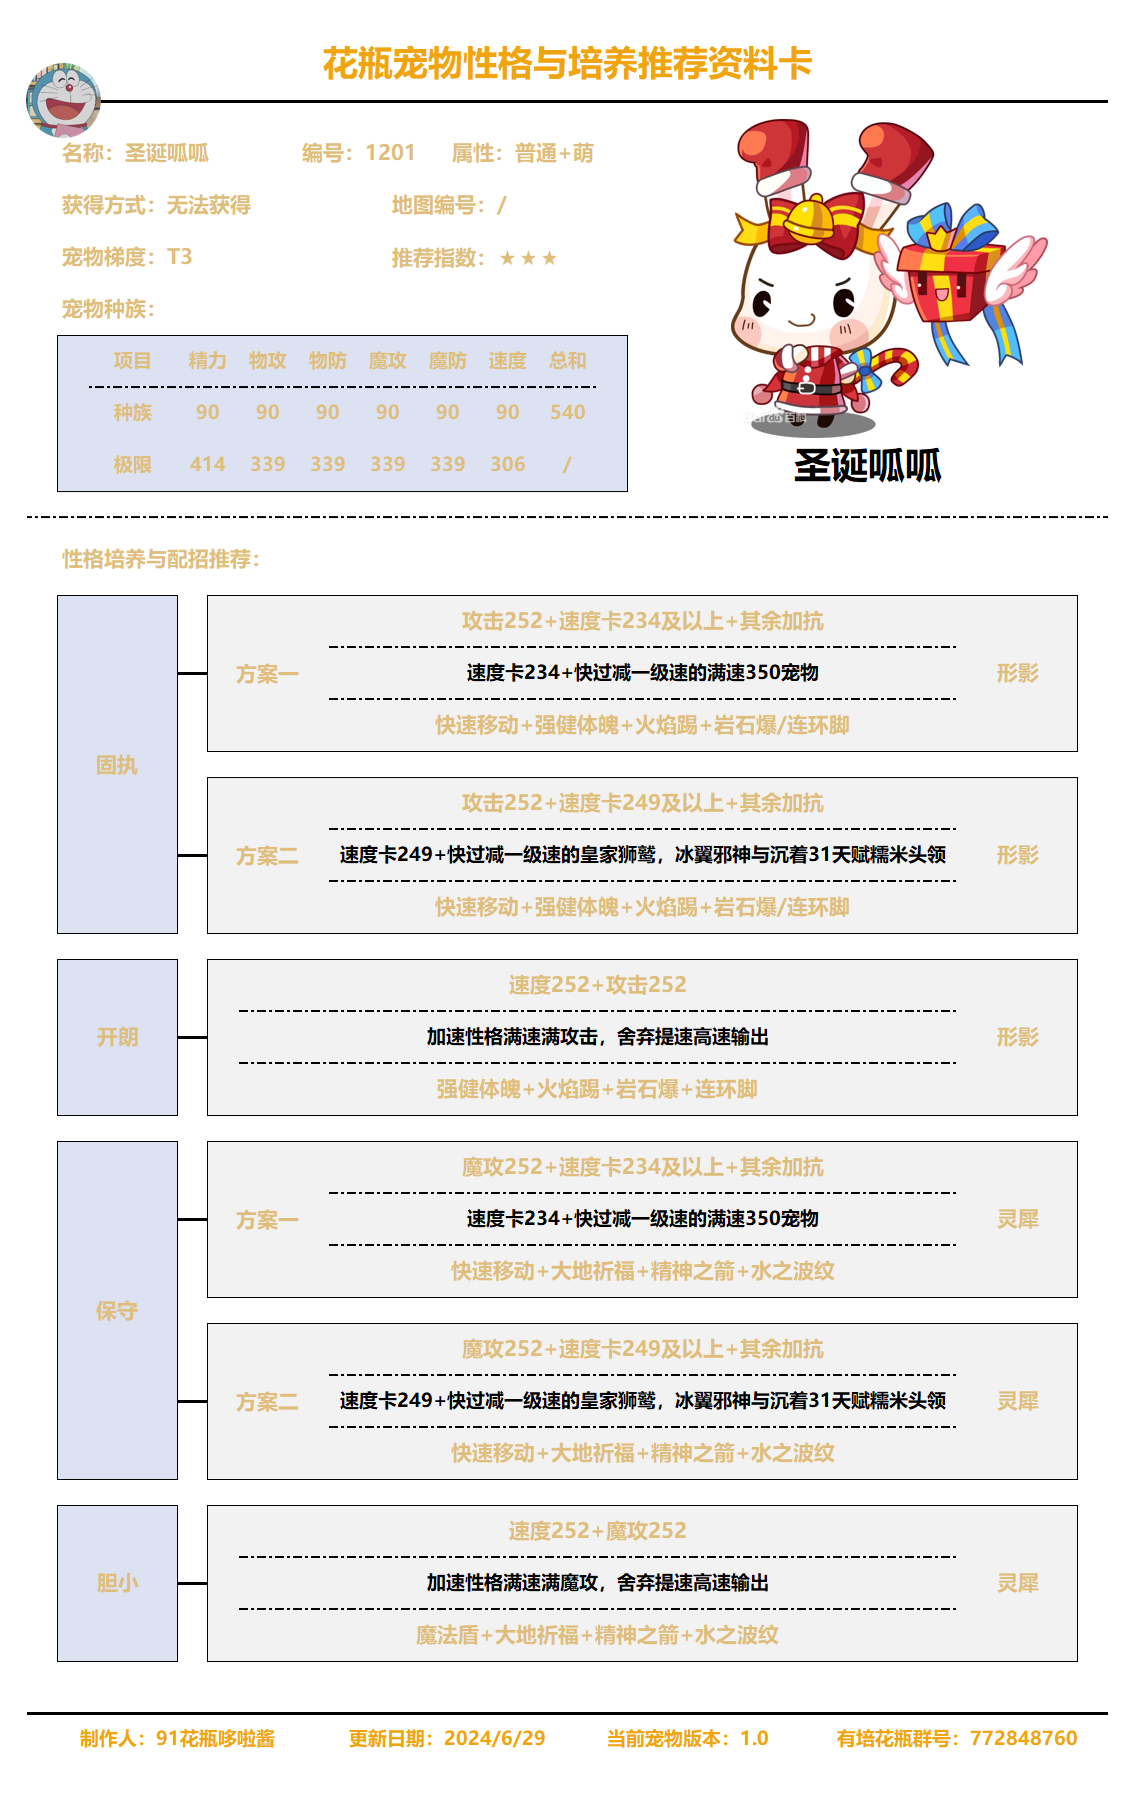 花瓶宠物性格与培养推荐资料卡
名称：圣诞呱呱 编号：1201 属性：普通+萌
获得方式：无法获得 地图编号：/
宠物梯度：T3 推荐指数：★★★
宠物种族：
项目 精力 物攻 物防 魔攻 魔防 速度 总和
种族 90 90 90 90 90 90 540
极限 414 339 339 339 339 306 /
Baidu百科
圣诞呱呱
性格培养与配招推荐：
固执
方案一
攻击252+速度卡234及以上+其余加抗
速度卡234+快过减一级速的满速350宠物
快速移动+强健体魄+火焰踢+岩石爆/连环脚
形影
方案二
攻击252+速度卡249及以上+其余加抗
速度卡249+快过减一级速的皇家狮鹫，冰翼邪神与沉着31天赋糯米头领
快速移动+强健体魄+火焰踢+岩石爆/连环脚
形影
开朗
速度252+攻击252
加速性格满速满攻击，舍弃提速高速输出
强健体魄+火焰踢+岩石爆+连环脚
形影
保守
方案一
魔攻252+速度卡234及以上+其余加抗
速度卡234+快过减一级速的满速350宠物
快速移动+大地祈福+精神之箭+水之波纹
灵犀
方案二
魔攻252+速度卡249及以上+其余加抗
速度卡249+快过减一级速的皇家狮鹫，冰翼邪神与沉着31天赋糯米头领
快速移动+大地祈福+精神之箭+水之波纹
灵犀
胆小
速度252+魔攻252
加速性格满速满魔攻，舍弃提速高速输出
魔法盾+大地祈福+精神之箭+水之波纹
灵犀
制作人：91花瓶哆啦酱 更新日期：2024/6/29 当前宠物版本：1.0 有培花瓶群号：772848760